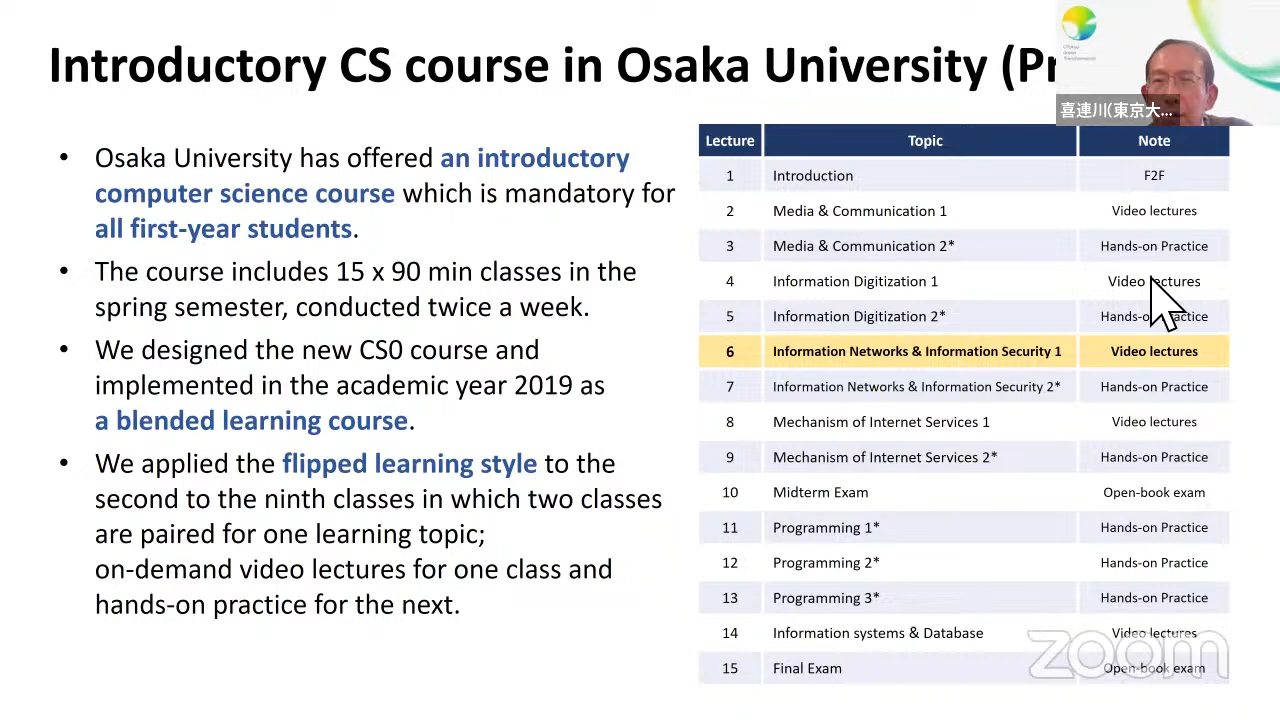 Introductory CS course in Osaka University (Pr
喜連川(東京大...
• Osaka University has offered an introductory
computer science course which is mandatory for
all first-year students.
• The course includes 15 x 90 min classes in the
spring semester, conducted twice a week.
• We designed the new CS0 course and
implemented in the academic year 2019 as
a blended learning course.
• We applied the flipped learning style to the
second to the ninth classes in which two classes
are paired for one learning topic;
on-demand video lectures for one class and
hands-on practice for the next.
Lecture Topic Note
1 Introduction F2F
2 Media & Communication 1 Video lectures
3 Media & Communication 2* Hands-on Practice
4 Information Digitization 1 Video lectures
5 Information Digitization 2* Hands-on Practice
6 Information Networks & Information Security 1 Video lectures
7 Information Networks & Information Security 2* Hands-on Practice
8 Mechanism of Internet Services 1 Video lectures
9 Mechanism of Internet Services 2* Hands-on Practice
10 Midterm Exam Open-book exam
11 Programming 1* Hands-on Practice
12 Programming 2* Hands-on Practice
13 Programming 3* Hands-on Practice
14 Information systems & Database Video lectures
15 Final Exam Open-book exam
zoom